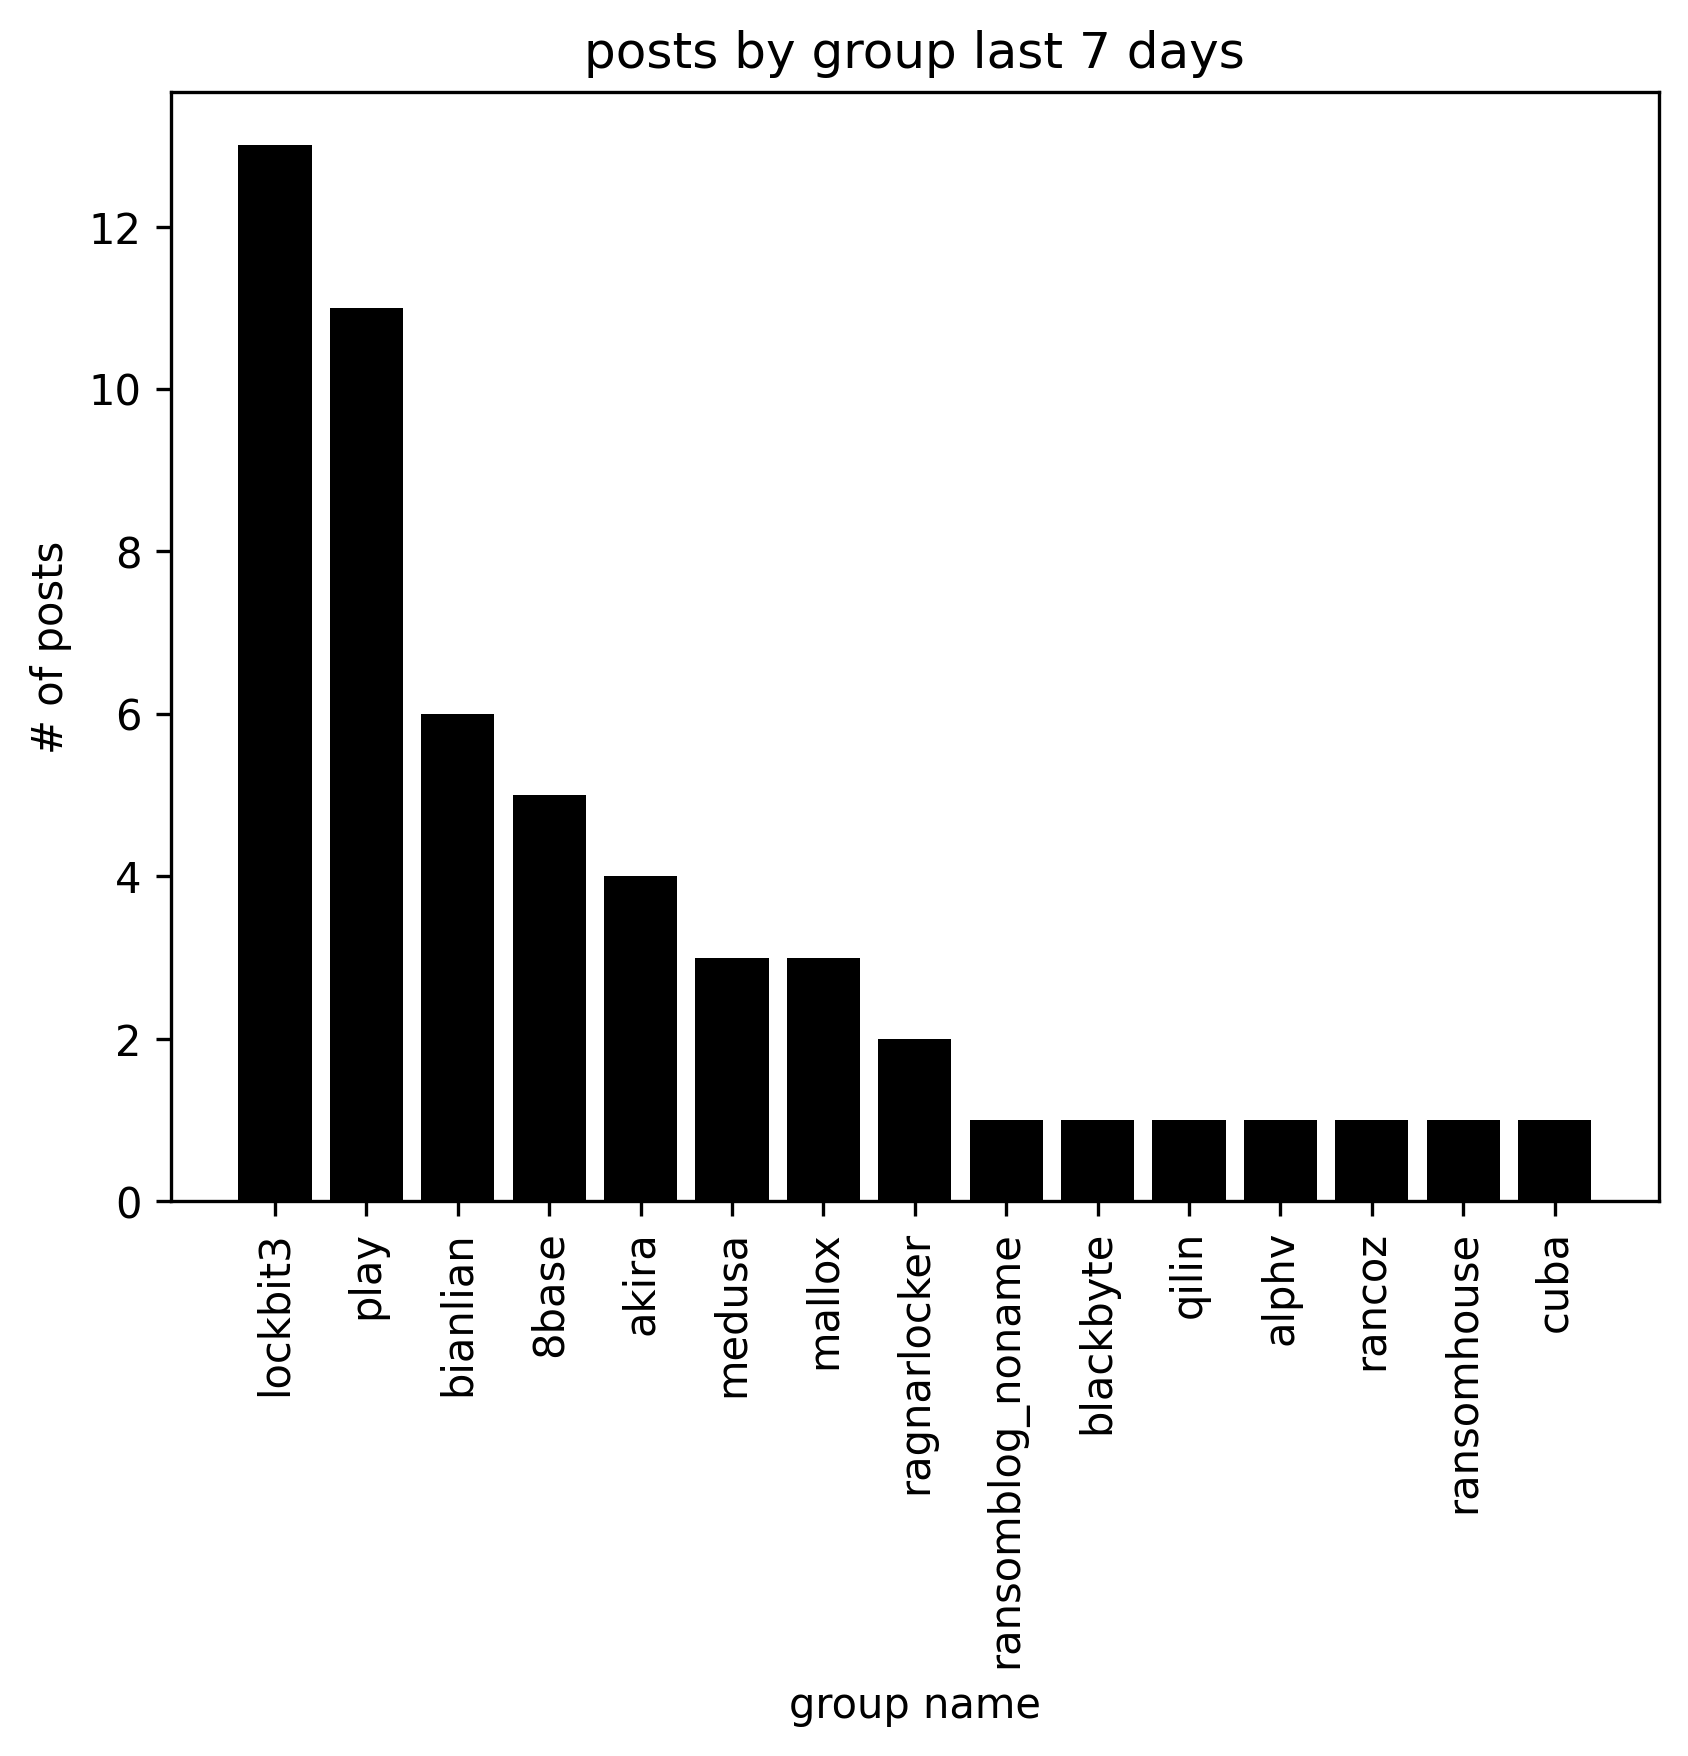 posts by group last 7 days
# of posts
12
10
8
6
4
2
0
lockbit3
play
bianlian
8base
akira
medusa
mallox
ragnarlocker
ransomblog_noname
blackbyte
qilin
alphv
rancoz
ransomhouse
cuba
group name